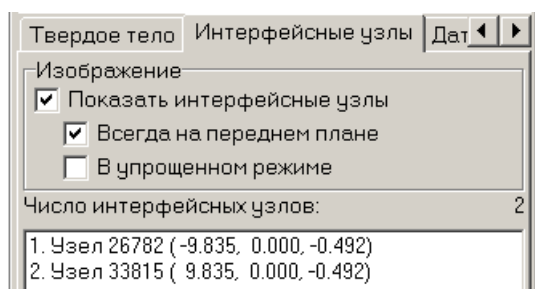 Твердое тело Интерфейсные узлы Дат
Изображение
Показать интерфейсные узлы
Всегда на переднем плане
В упрощенном режиме
Число интерфейсных узлов: 2
1. Узел 26782 ( -9.835, 0.000, -0.492)
2. Узел 33815 ( 9.835, 0.000, -0.492)